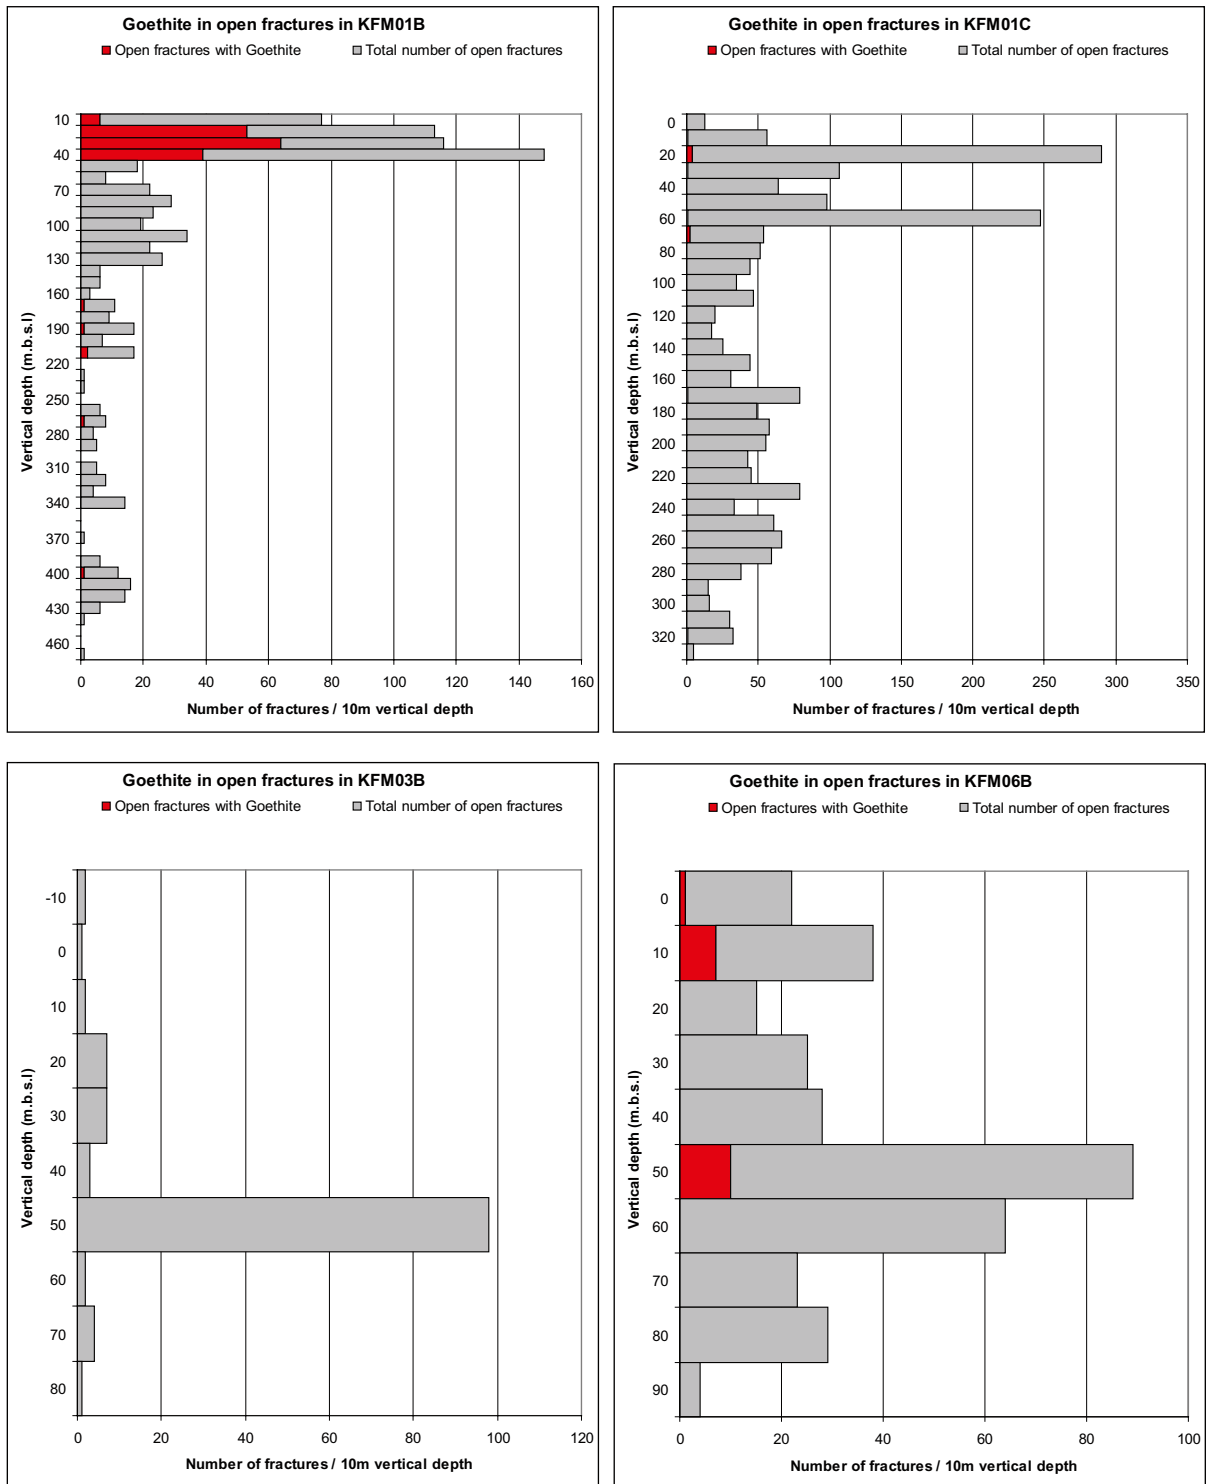 Goethite in open fractures in KFM01B
Open fractures with Goethite Total number of open fractures
10
40
70
100
130
160
190
220
250
280
310
340
370
400
430
460
Vertical depth (m.b.s.l)
0 20 40 60 80 100 120 140 160
Number of fractures / 10m vertical depth
Goethite in open fractures in KFM01C
Open fractures with Goethite Total number of open fractures
0
20
40
60
80
100
120
140
160
180
200
220
240
260
280
300
320
Vertical depth (m.b.s.l)
0 50 100 150 200 250 300 350
Number of fractures / 10m vertical depth
Goethite in open fractures in KFM03B
Open fractures with Goethite Total number of open fractures
-10
0
10
20
30
40
50
60
70
80
Vertical depth (m.b.s.l)
0 20 40 60 80 100 120
Number of fractures / 10m vertical depth
Goethite in open fractures in KFM06B
Open fractures with Goethite Total number of open fractures
0
10
20
30
40
50
60
70
80
90
Vertical depth (m.b.s.l)
0 20 40 60 80 100
Number of fractures / 10m vertical depth